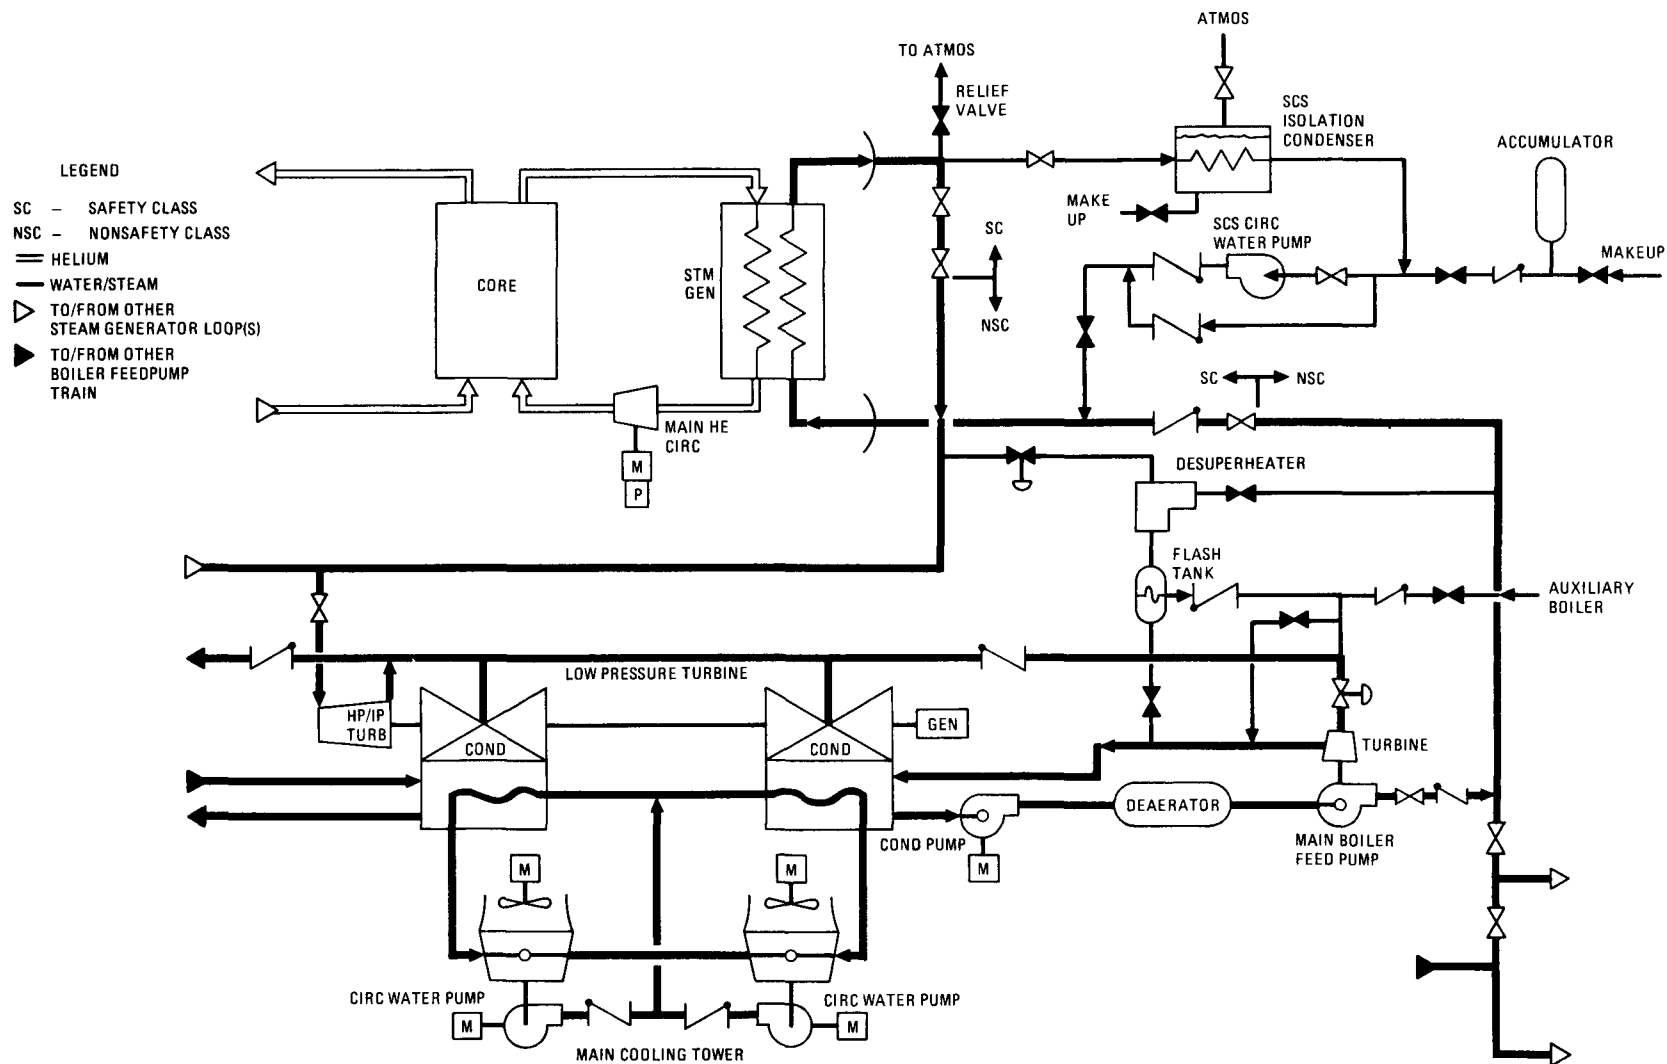 ATMOS
TO ATMOS
RELIEF
VALVE
SCS
ISOLATION
CONDENSER
ACCUMULATOR
LEGEND
SC – SAFETY CLASS
NSC – NONSAFETY CLASS
HELIUM
WATER/STEAM
TO/FROM OTHER
STEAM GENERATOR LOOP(S)
TO/FROM OTHER
BOILER FEEDPUMP
TRAIN
CORE
STM
GEN
MAKE
UP
SC
NSC
SCS CIRC
WATER PUMP
MAKEUP
SC
NSC
MAIN HE
CIRC
M
P
DESUPERHEATER
FLASH
TANK
AUXILIARY
BOILER
LOW PRESSURE TURBINE
HP/IP
TURB
COND
COND
GEN
TURBINE
COND PUMP
M
DEAERATOR
MAIN BOILER
FEED PUMP
M
M
CIRC WATER PUMP
M
CIRC WATER PUMP
M
MAIN COOLING TOWER